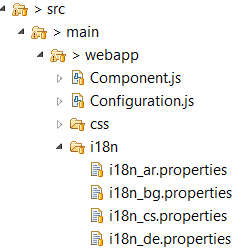 > src
> main
> webapp
Component.js
Configuration.js
css
i18n
i18n_ar.properties
i18n_bg.properties
i18n_cs.properties
i18n_de.properties